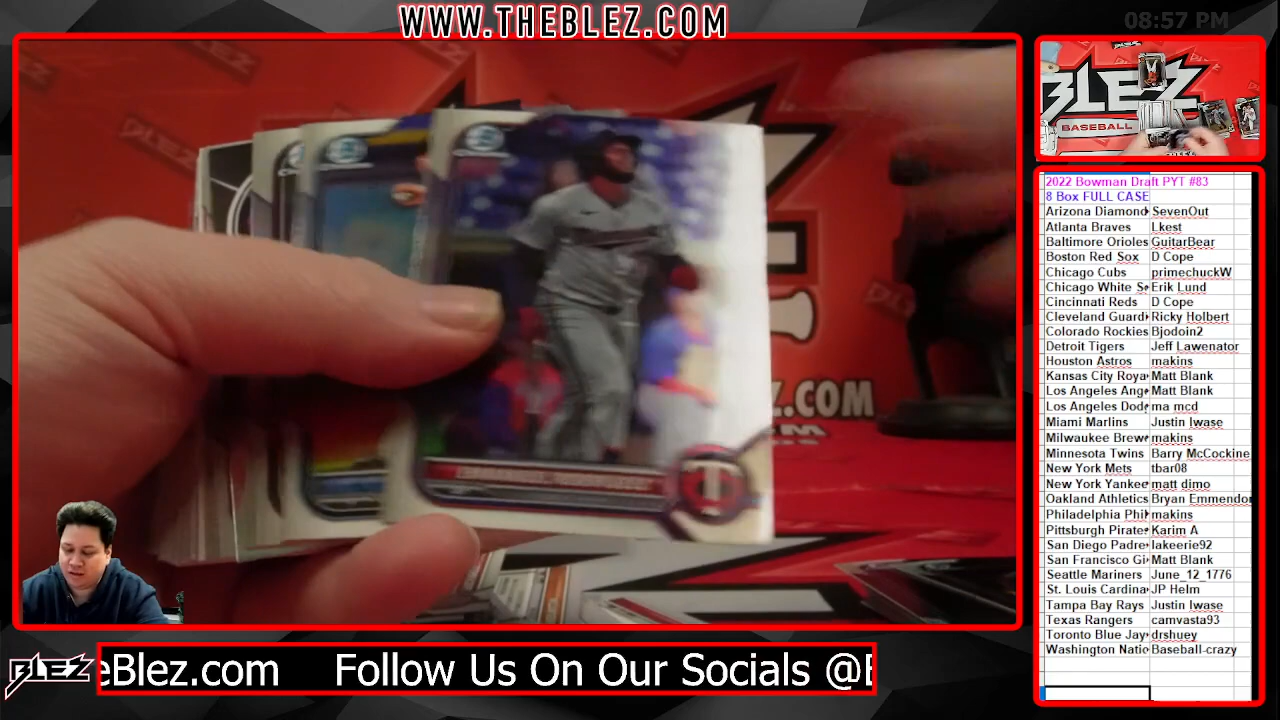 WWW.THEBLEZ.COM
08:57 PM
BLEZ
BASEBALL
Z.COM
2022 Bowman Draft PYT #83
8 Box FULL CASE
Arizona Diamond SevenOut
Atlanta Braves Lkest
Baltimore Orioles GuitarBear
Boston Red Sox D Cope
Chicago Cubs primechuckW
Chicago White S Erik Lund
Cincinnati Reds D Cope
Cleveland Guard Ricky Holbert
Colorado Rockies Bjodoin2
Detroit Tigers Jeff Lawenator
Houston Astros makins
Kansas City Roya Matt Blank
Los Angeles Ang Matt Blank
Los Angeles Dod ma mcd
Miami Marlins Justin Iwase
Milwaukee Brew makins
Minnesota Twins Barry McCockine
New York Mets tbar08
New York Yankee matt dimo
Oakland Athletics Bryan Emmendor
Philadelphia Phi makins
Pittsburgh Pirate Karim A
San Diego Padre lakeerie92
San Francisco Gi Matt Blank
Seattle Mariners June_12_1776
St. Louis Cardina JP Helm
Tampa Bay Rays Justin Iwase
Texas Rangers camvasta93
Toronto Blue Jay drshuey
Washington Natio Baseball-crazy
BLEZ eBlez.com Follow Us On Our Socials @B